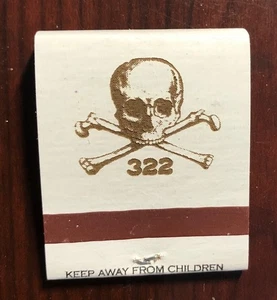 322
KEEP AWAY FROM CHILDREN